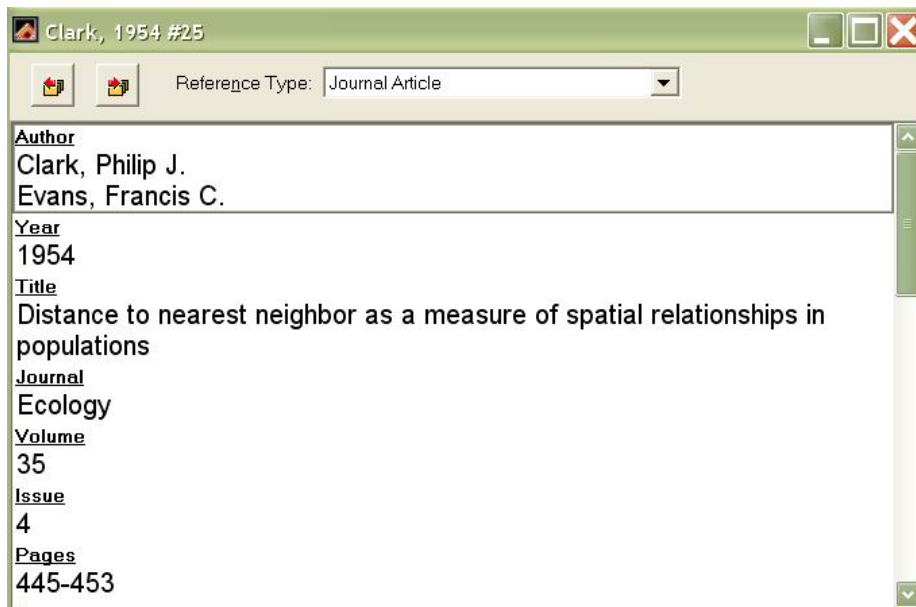 Clark, 1954 #25
Reference Type: Journal Article
Author
Clark, Philip J.
Evans, Francis C.
Year
1954
Title
Distance to nearest neighbor as a measure of spatial relationships in
populations
Journal
Ecology
Volume
35
Issue
4
Pages
445-453